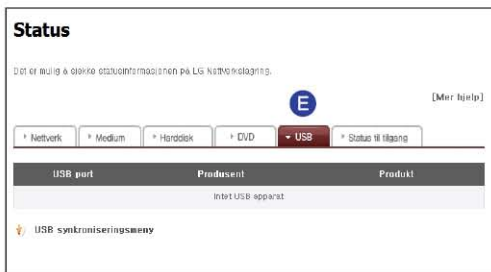 Status
Det er mulig å sjekke statusinformasjonen på LG Nettverkslagring.
E
[Mer hjelp]
Nettverk Medium Harddisk DVD USB Status til tilgang
USB port Produsent Produkt
Intet USB apparat
USB synkroniseringsmeny